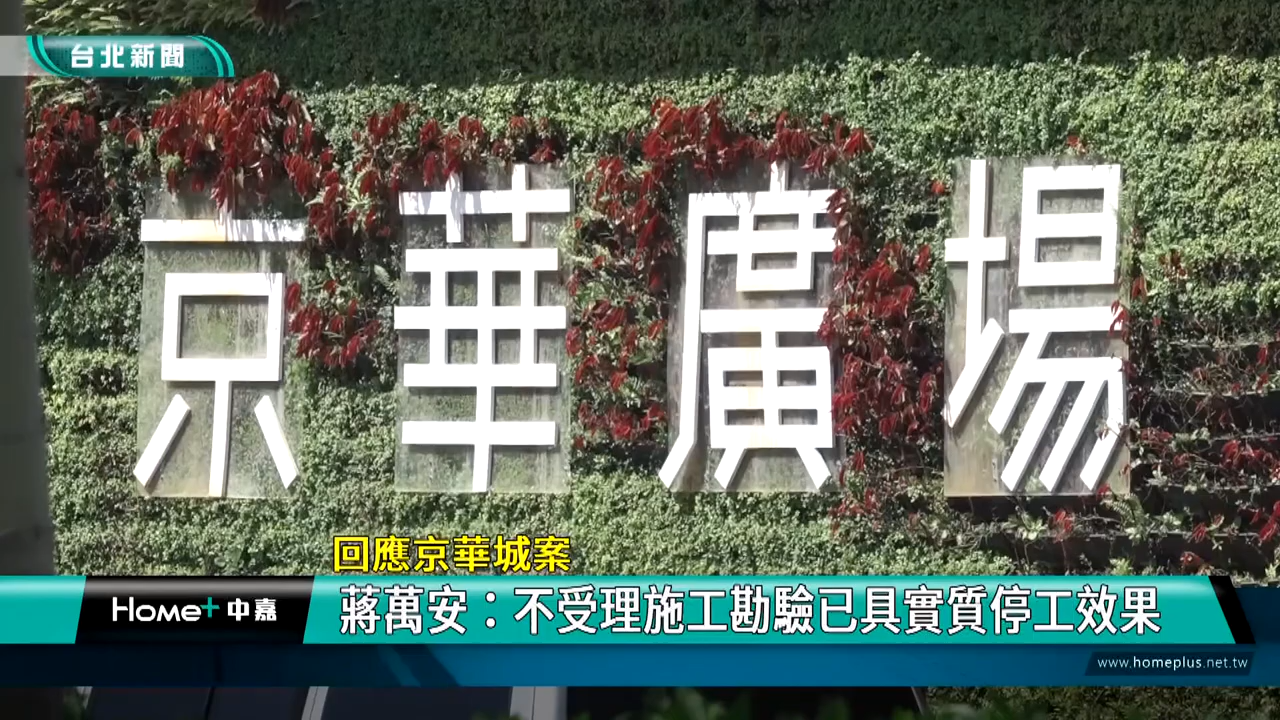 台北新聞
京華廣場
回應京華城案
Home+中嘉
蔣萬安：不受理施工勘驗已具實質停工效果
www.homeplus.net.tw